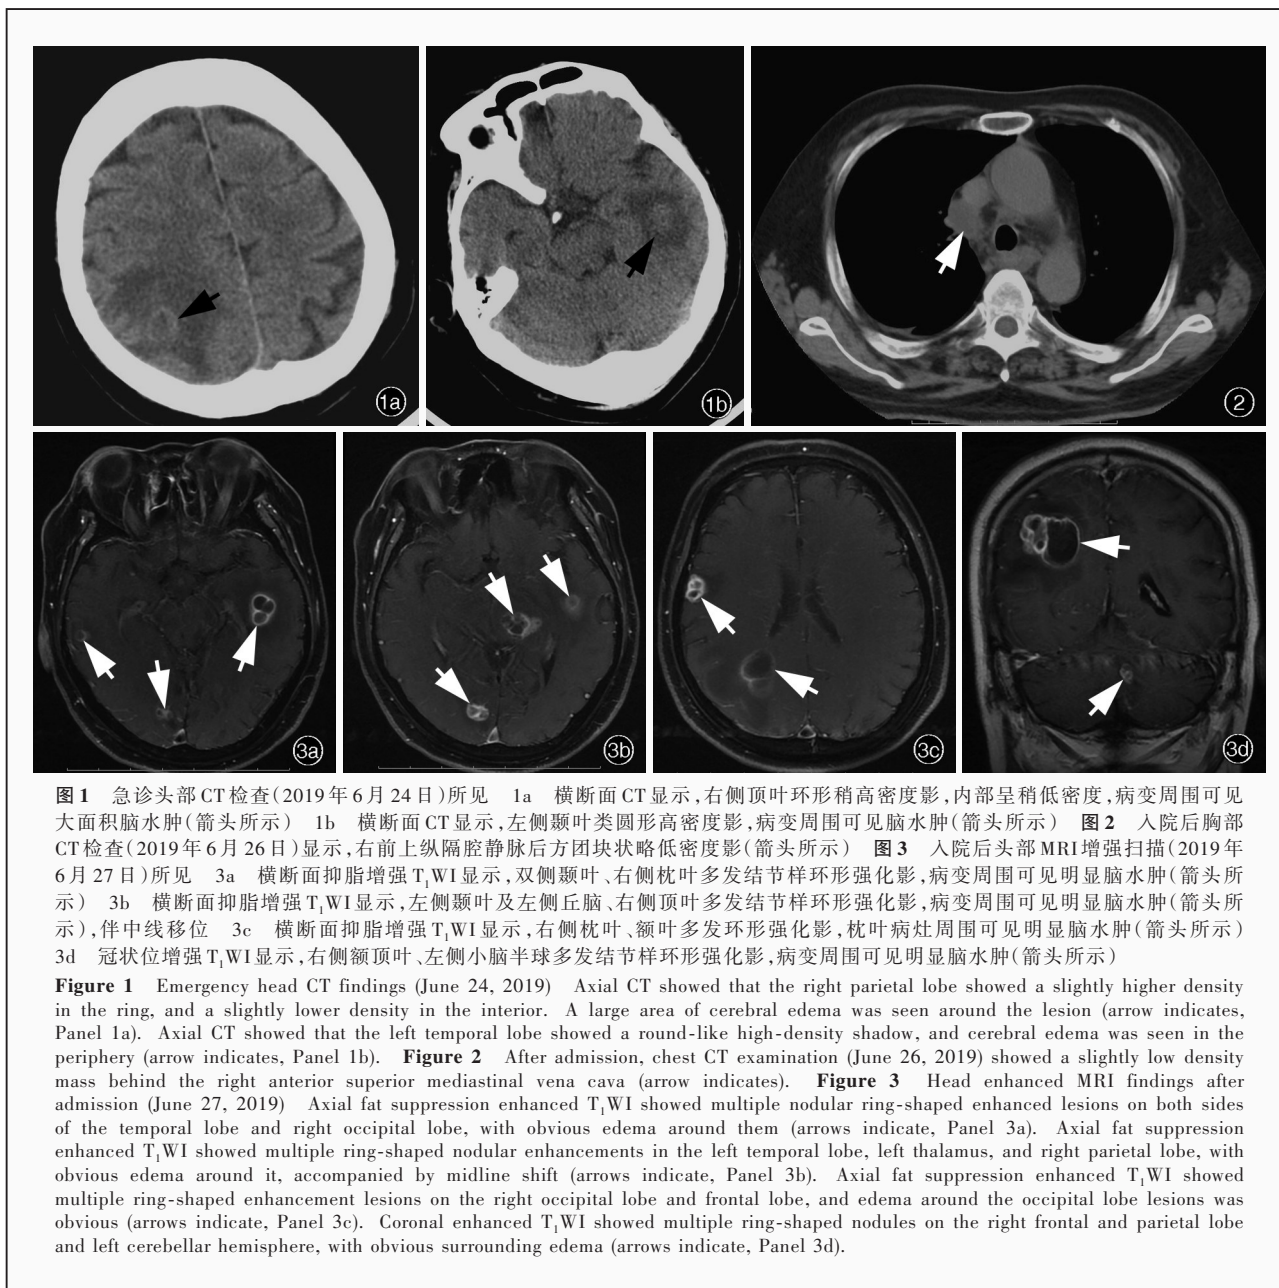 1a
1b
2
3a
3b
3c
3d
图1 急诊头部CT检查(2019年6月24日)所见 1a 横断面CT显示,右侧顶叶环形稍高密度影,内部呈稍低密度,病变周围可见
大面积脑水肿(箭头所示) 1b 横断面CT显示,左侧颞叶类圆形高密度影,病变周围可见脑水肿(箭头所示) 图2 入院后胸部
CT检查(2019年6月26日)显示,右前上纵隔腔静脉后方团块状略低密度影(箭头所示) 图3 入院后头部MRI增强扫描(2019年
6月27日)所见 3a 横断面抑脂增强T₁WI显示,双侧颞叶、右侧枕叶多发结节样环形强化影,病变周围可见明显脑水肿(箭头所
示) 3b 横断面抑脂增强T₁WI显示,左侧颞叶及左侧丘脑、右侧顶叶多发结节样环形强化影,病变周围可见明显脑水肿(箭头所
示),伴中线移位 3c 横断面抑脂增强T₁WI显示,右侧枕叶、额叶多发环形强化影,枕叶病灶周围可见明显脑水肿(箭头所示)
3d 冠状位增强T₁WI显示,右侧额顶叶、左侧小脑半球多发结节样环形强化影,病变周围可见明显脑水肿(箭头所示)
Figure 1 Emergency head CT findings (June 24, 2019) Axial CT showed that the right parietal lobe showed a slightly higher density
in the ring, and a slightly lower density in the interior. A large area of cerebral edema was seen around the lesion (arrow indicates,
Panel 1a). Axial CT showed that the left temporal lobe showed a round-like high-density shadow, and cerebral edema was seen in the
periphery (arrow indicates, Panel 1b). Figure 2 After admission, chest CT examination (June 26, 2019) showed a slightly low density
mass behind the right anterior superior mediastinal vena cava (arrow indicates). Figure 3 Head enhanced MRI findings after
admission (June 27, 2019) Axial fat suppression enhanced T₁WI showed multiple nodular ring-shaped enhanced lesions on both sides
of the temporal lobe and right occipital lobe, with obvious edema around them (arrows indicate, Panel 3a). Axial fat suppression
enhanced T₁WI showed multiple ring-shaped nodular enhancements in the left temporal lobe, left thalamus, and right parietal lobe, with
obvious edema around it, accompanied by midline shift (arrows indicate, Panel 3b). Axial fat suppression enhanced T₁WI showed
multiple ring-shaped enhancement lesions on the right occipital lobe and frontal lobe, and edema around the occipital lobe lesions was
obvious (arrows indicate, Panel 3c). Coronal enhanced T₁WI showed multiple ring-shaped nodules on the right frontal and parietal lobe
and left cerebellar hemisphere, with obvious surrounding edema (arrows indicate, Panel 3d).